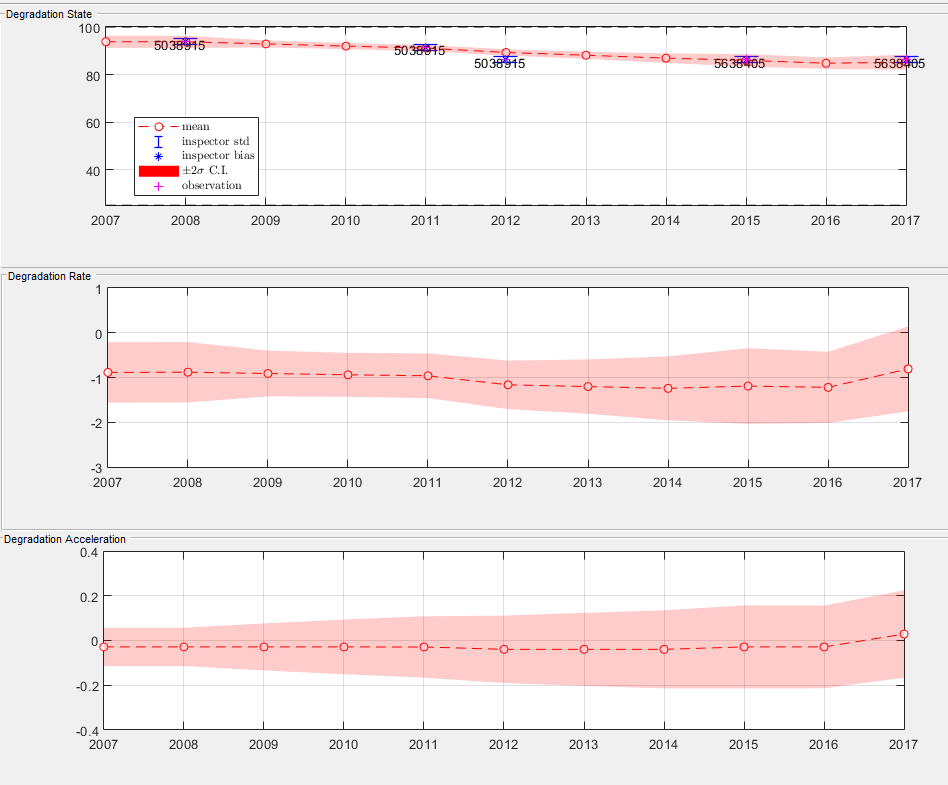 Degradation State
100
80
60
40
5038915
5038915
5038915
5638405
5638405
mean
inspector std
inspector bias
±2σ C.I.
observation
2007 2008 2009 2010 2011 2012 2013 2014 2015 2016 2017
Degradation Rate
1
0
-1
-2
-3
2007 2008 2009 2010 2011 2012 2013 2014 2015 2016 2017
Degradation Acceleration
0.4
0.2
0
-0.2
-0.4
2007 2008 2009 2010 2011 2012 2013 2014 2015 2016 2017